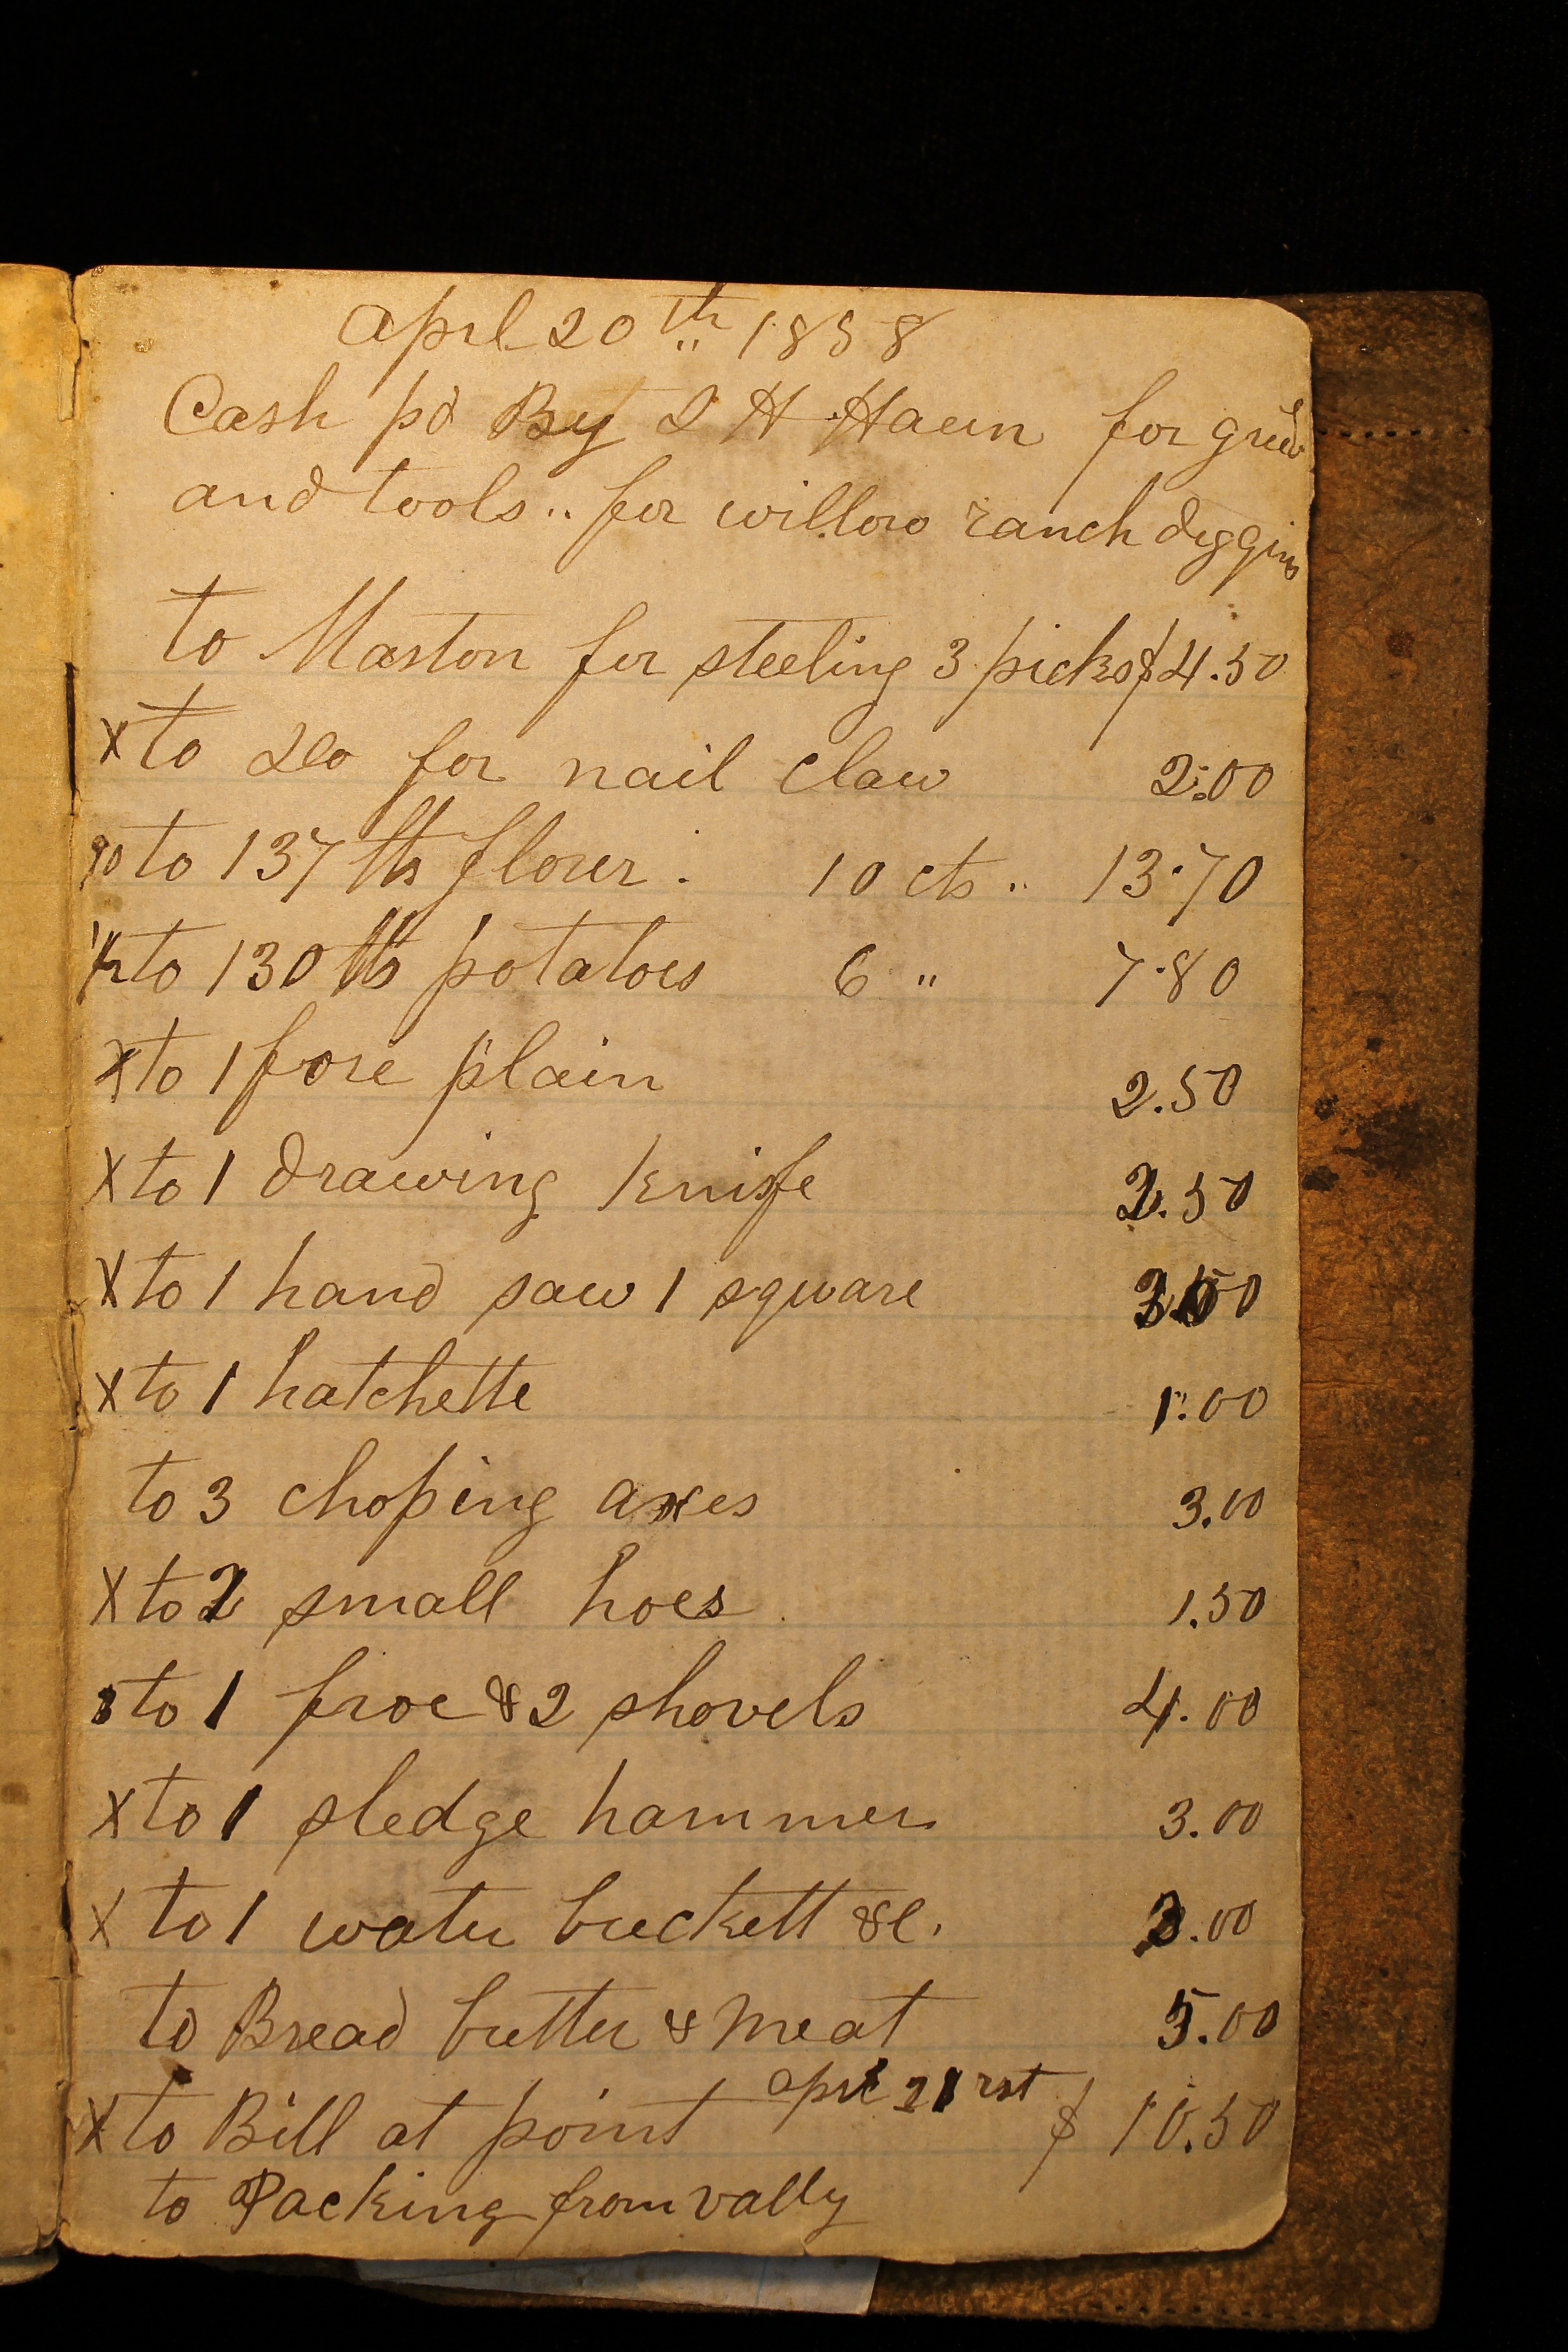 Aprl 20th 1858
Cash pd By I H Haun for grub
and tools .. for willow ranch diggins
to Maston for steeling 3 picks $4.50
x to Do for nail claw 2.00
90 to 137 lbs flour . 10 cts .. 13.70
to 130 lbs potatoes 6 " 7.80
x to 1 fore plain 2.50
x to 1 drawing knife 2.50
x to 1 hand saw 1 square
x to 1 hatchette 1.00
to 3 choping axes 3.00
x to 2 small hoes 1.50
to 1 froe & 2 shovels 4.00
x to 1 sledge hammer 3.00
x to 1 water buckett &c. 3.00
to Bread butter & meat 5.00
x to Bill at point aprl 21rst $ 10.50
to Packing from vally